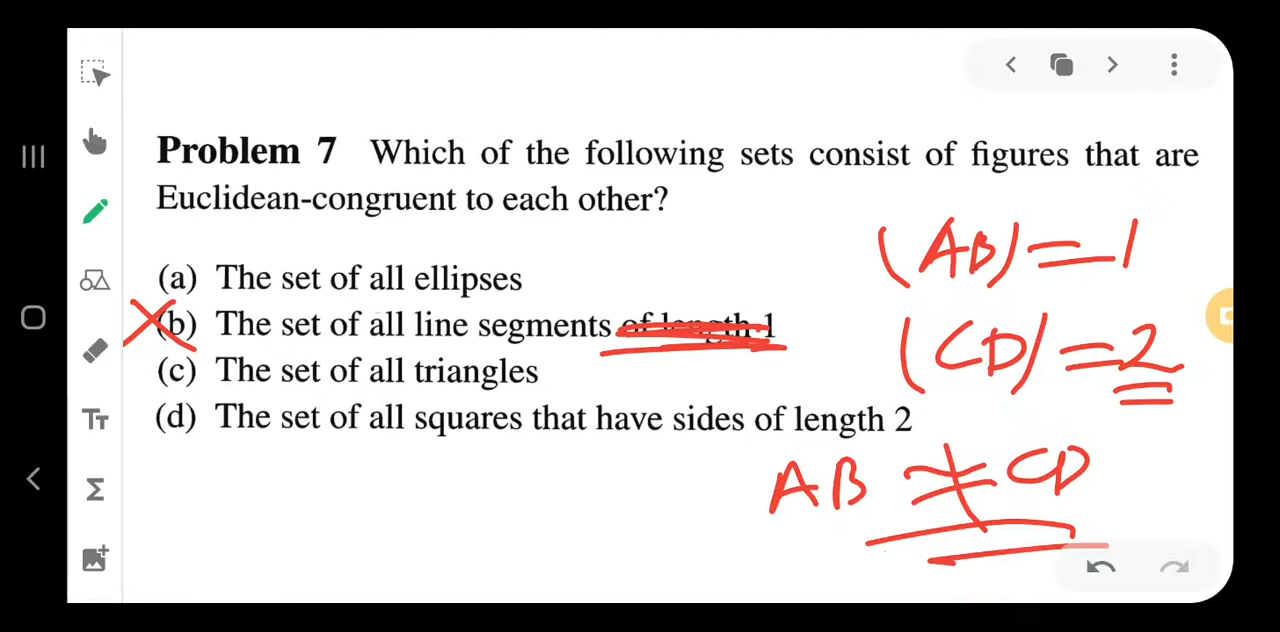 Problem 7 Which of the following sets consist of figures that are
Euclidean-congruent to each other?
(AB) = 1
(a) The set of all ellipses
(b) The set of all line segments of length 1
(CD) = 2
(c) The set of all triangles
(d) The set of all squares that have sides of length 2
AB ≠ CD
TT
Σ